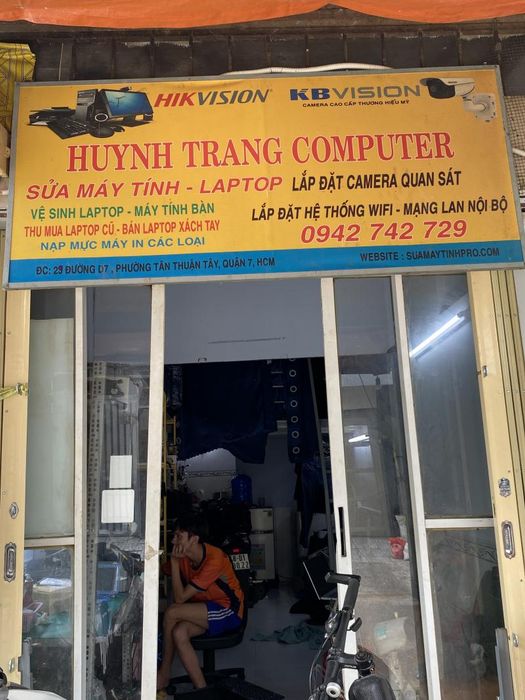 HIKVISION KBVISION
CAMERA CAO CẤP THƯƠNG HIỆU MỸ
HUYNH TRANG COMPUTER
SỬA MÁY TÍNH - LAPTOP LẮP ĐẶT CAMERA QUAN SÁT
VỆ SINH LAPTOP - MÁY TÍNH BÀN LẮP ĐẶT HỆ THỐNG WIFI - MẠNG LAN NỘI BỘ
THU MUA LAPTOP CŨ - BÁN LAPTOP XÁCH TAY 0942 742 729
NẠP MỰC MÁY IN CÁC LOẠI
ĐC: 29 ĐƯỜNG D7, PHƯỜNG TÂN THUẬN TÂY, QUẬN 7, HCM WEBSITE : SUAMAYTINHPRO.COM